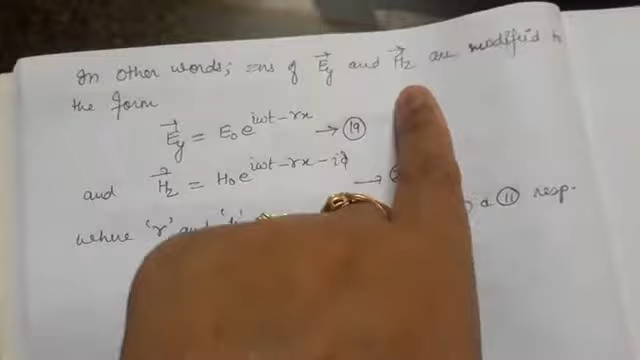 In other words; =ns of E⃗y and H⃗z are modified to
the form
E⃗y = E₀e^{iωt-γx} → ⑲
and H⃗z = H₀e^{iωt-γx-iϕ} →
where 'γ' and & ⑪ resp.